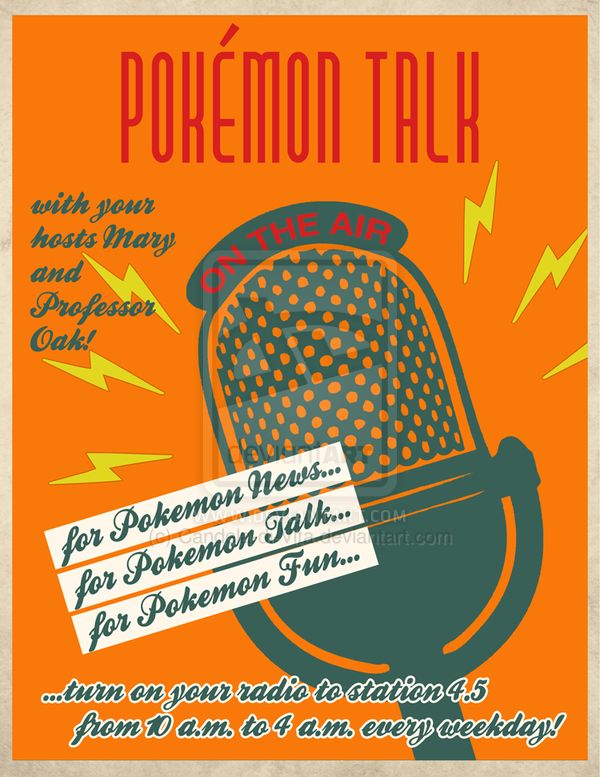 POKÉMON TALK
with your
hosts Mary
and
Professor
Oak!
ON THE AIR
deviantART
for Pokemon News...
for Pokemon Talk...
for Pokemon Fun...
...turn on your radio to station 4.5
from 10 a.m. to 4 a.m. every weekday!